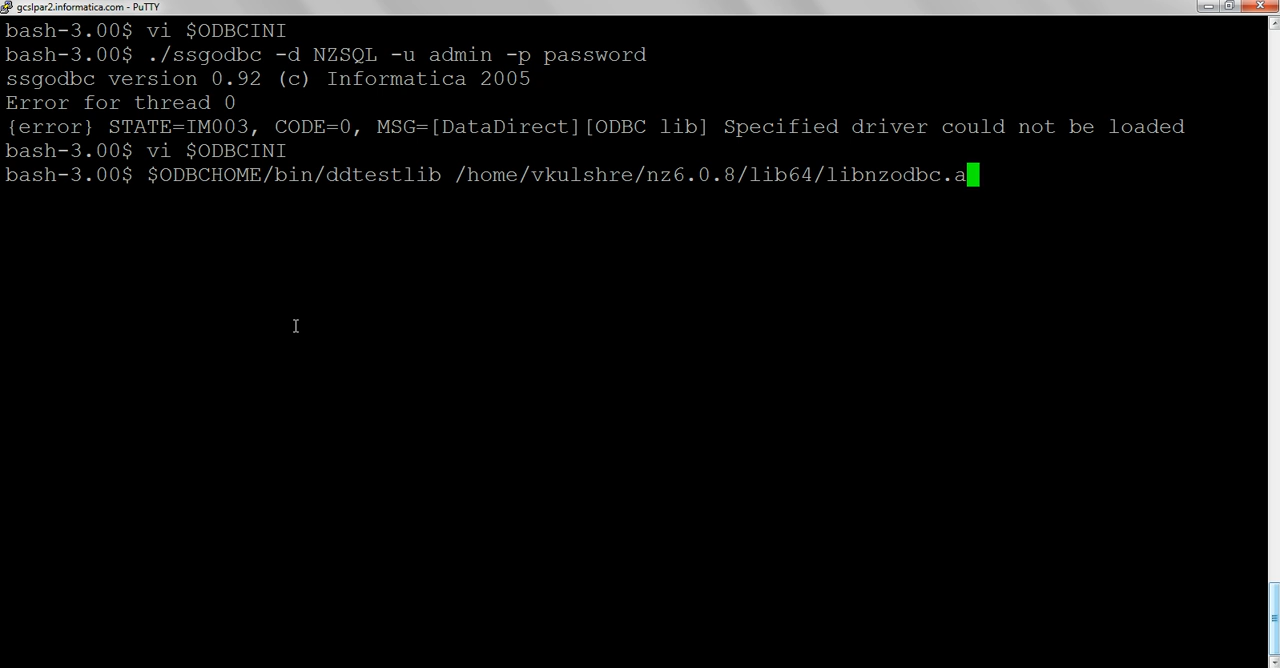 gcslpar2.informatica.com - PuTTY
bash-3.00$ vi $ODBCINI
bash-3.00$ ./ssgodbc -d NZSQL -u admin -p password
ssgodbc version 0.92 (c) Informatica 2005
Error for thread 0
{error} STATE=IM003, CODE=0, MSG=[DataDirect][ODBC lib] Specified driver could not be loaded
bash-3.00$ vi $ODBCINI
bash-3.00$ $ODBCHOME/bin/ddtestlib /home/vkulshre/nz6.0.8/lib64/libnzodbc.a